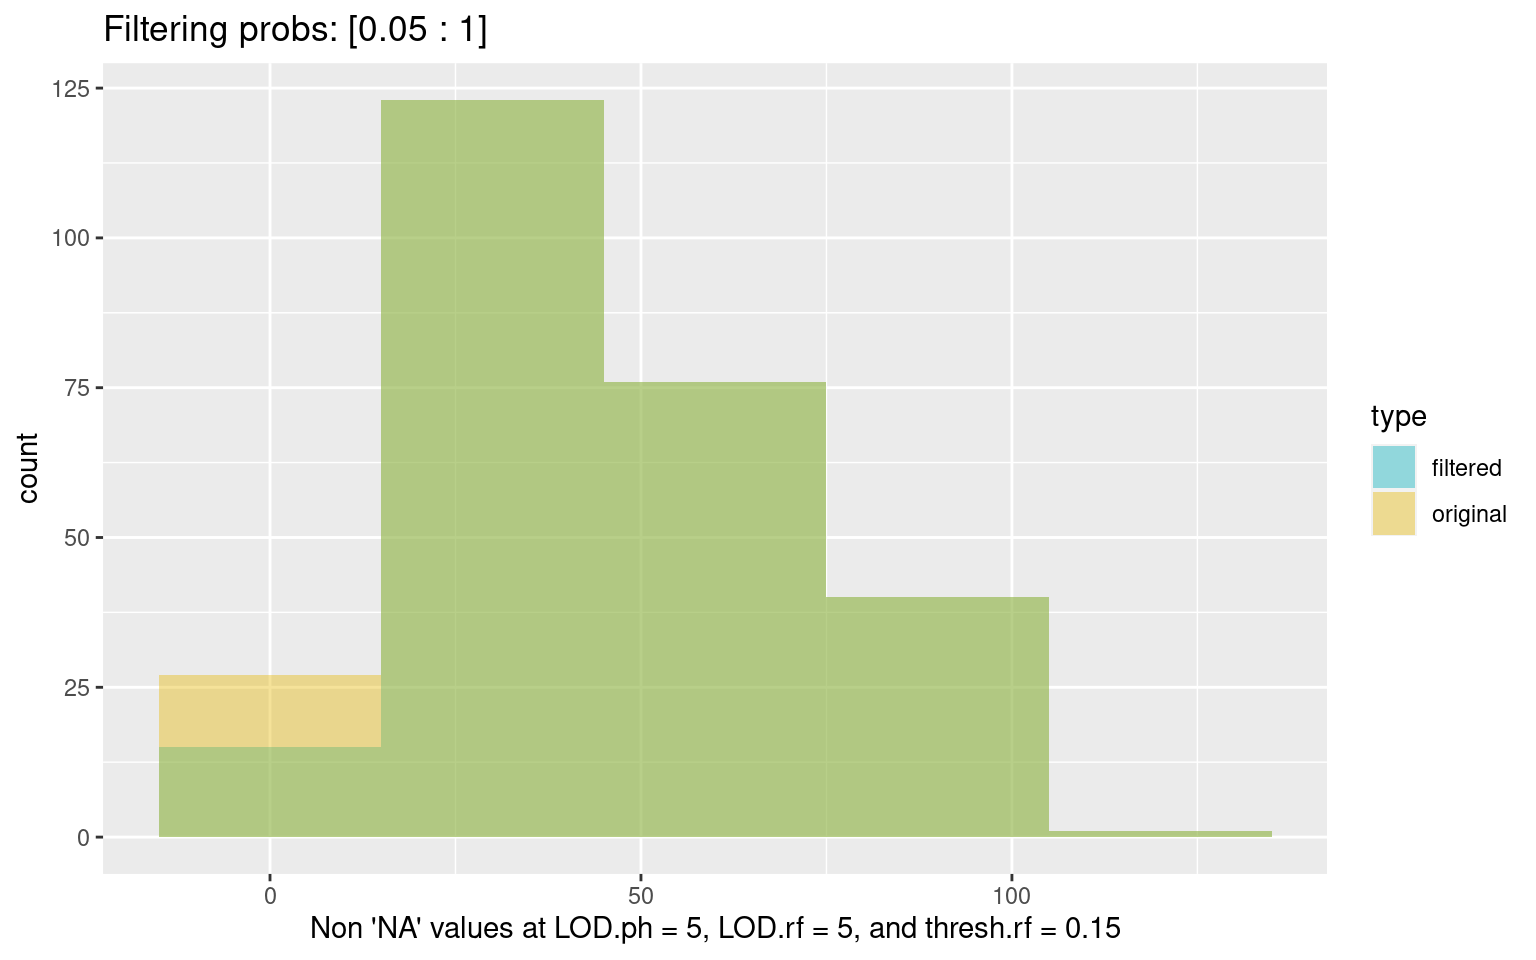 Filtering probs: [0.05 : 1]
125
100
75
50
25
0
count
0 50 100
Non 'NA' values at LOD.ph = 5, LOD.rf = 5, and thresh.rf = 0.15
type
filtered
original